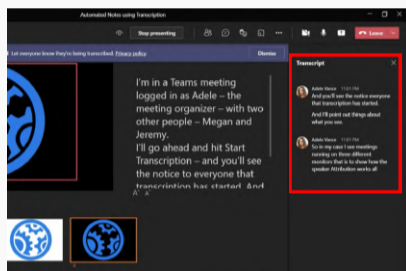 Automated Notes using Transcription
Stop presenting
Leave
Let everyone know they're being transcribed. Privacy policy
Dismiss
I'm in a Teams meeting
logged in as Adele – the
meeting organizer – with two
other people – Megan and
Jeremy.
I'll go ahead and hit Start
Transcription – and you'll see
the notice to everyone that
transcription has started. And
A A
Transcript
Adele Vance 11:01 PM
And you'll see the notice everyone
that transcription has started.
And I'll point out things about
what you see.
Adele Vance 11:01 PM
So in my case I see meetings
running on three different
monitors that is to show how the
speaker Attribution works all